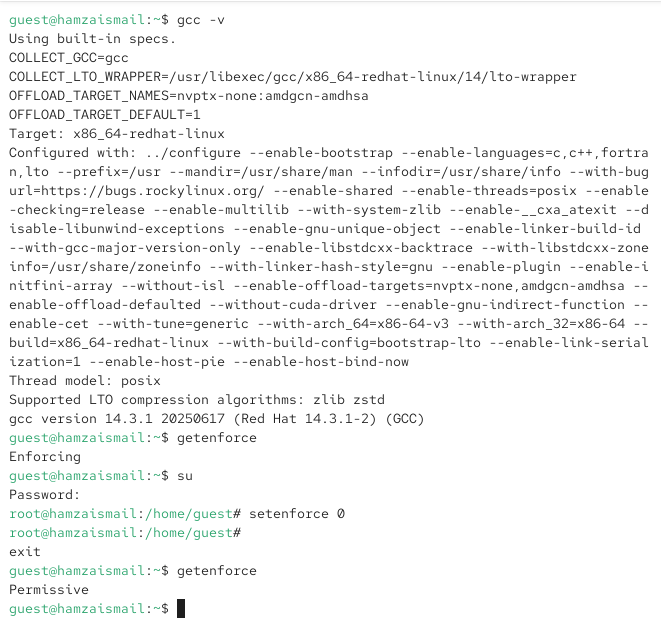 guest@hamzaismail:~$ gcc -v
Using built-in specs.
COLLECT_GCC=gcc
COLLECT_LTO_WRAPPER=/usr/libexec/gcc/x86_64-redhat-linux/14/lto-wrapper
OFFLOAD_TARGET_NAMES=nvptx-none:amdgcn-amdhsa
OFFLOAD_TARGET_DEFAULT=1
Target: x86_64-redhat-linux
Configured with: ../configure --enable-bootstrap --enable-languages=c,c++,fortra
n,lto --prefix=/usr --mandir=/usr/share/man --infodir=/usr/share/info --with-bug
url=https://bugs.rockylinux.org/ --enable-shared --enable-threads=posix --enable
-checking=release --enable-multilib --with-system-zlib --enable-__cxa_atexit --d
isable-libunwind-exceptions --enable-gnu-unique-object --enable-linker-build-id
--with-gcc-major-version-only --enable-libstdcxx-backtrace --with-libstdcxx-zone
info=/usr/share/zoneinfo --with-linker-hash-style=gnu --enable-plugin --enable-i
nitfini-array --without-isl --enable-offload-targets=nvptx-none,amdgcn-amdhsa --
enable-offload-defaulted --without-cuda-driver --enable-gnu-indirect-function --
enable-cet --with-tune=generic --with-arch_64=x86-64-v3 --with-arch_32=x86-64 --
build=x86_64-redhat-linux --with-build-config=bootstrap-lto --enable-link-serial
ization=1 --enable-host-pie --enable-host-bind-now
Thread model: posix
Supported LTO compression algorithms: zlib zstd
gcc version 14.3.1 20250617 (Red Hat 14.3.1-2) (GCC)
guest@hamzaismail:~$ getenforce
Enforcing
guest@hamzaismail:~$ su
Password:
root@hamzaismail:/home/guest# setenforce 0
root@hamzaismail:/home/guest#
exit
guest@hamzaismail:~$ getenforce
Permissive
guest@hamzaismail:~$